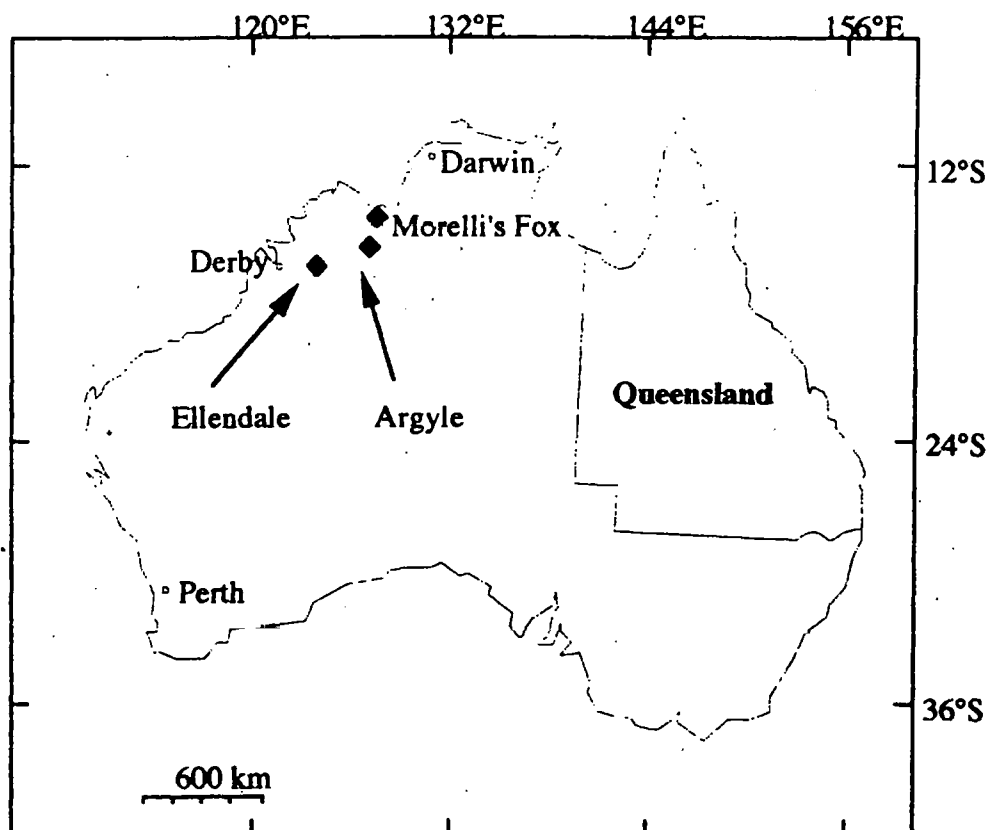 120°E 132°E 144°E 156°E
Darwin
12°S
Morelli's Fox
Derby
Queensland
Ellendale Argyle
24°S
Perth
36°S
600 km